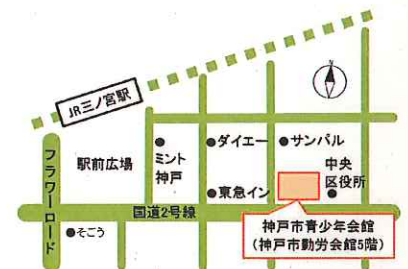 JR三ノ宮駅
フラワーロード
駅前広場
ミント
神戸
ダイエー
サンパル
東急イン
中央
区役所
国道2号線
そごう
神戸市青少年会館
(神戸市勤労会館5階)